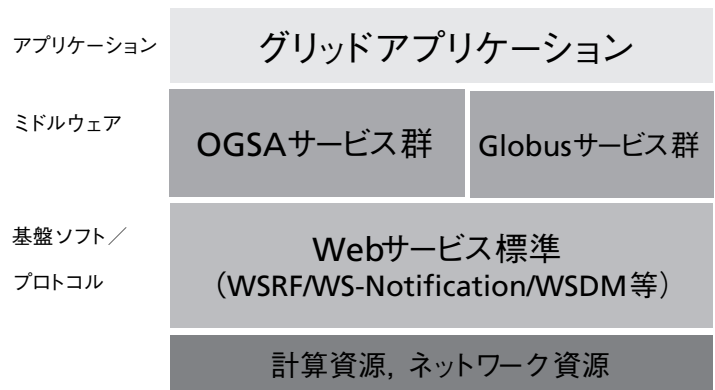 アプリケーション
グリッドアプリケーション
ミドルウェア
OGSAサービス群
Globusサービス群
基盤ソフト／
プロトコル
Webサービス標準
（WSRF/WS-Notification/WSDM等）
計算資源，ネットワーク資源